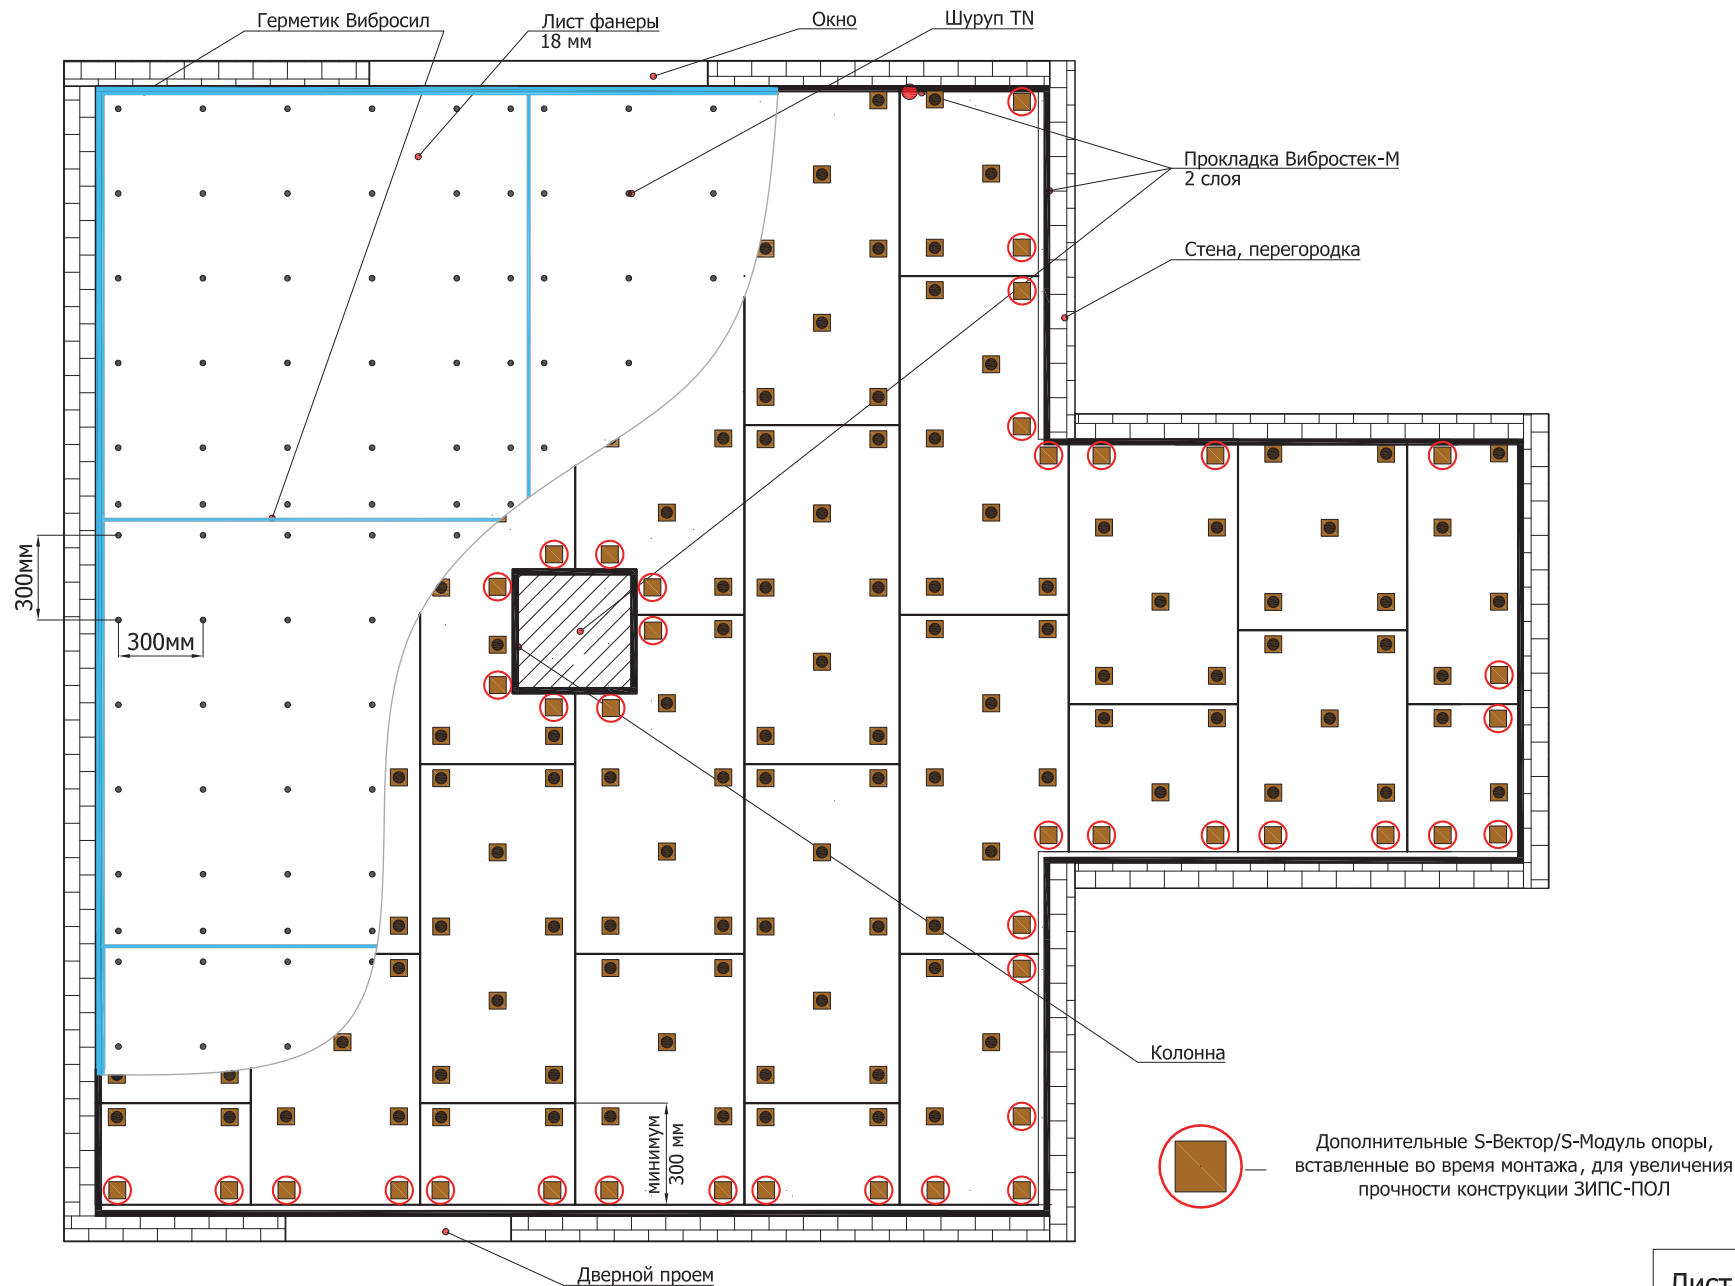 Герметик Вибросил
Лист фанеры
18 мм
Окно
Шуруп TN
Прокладка Вибростек-М
2 слоя
Стена, перегородка
300мм
300мм
Колонна
минимум
300 мм
Дополнительные S-Вектор/S-Модуль опоры,
вставленные во время монтажа, для увеличения
прочности конструкции ЗИПС-ПОЛ
Дверной проем
Лист